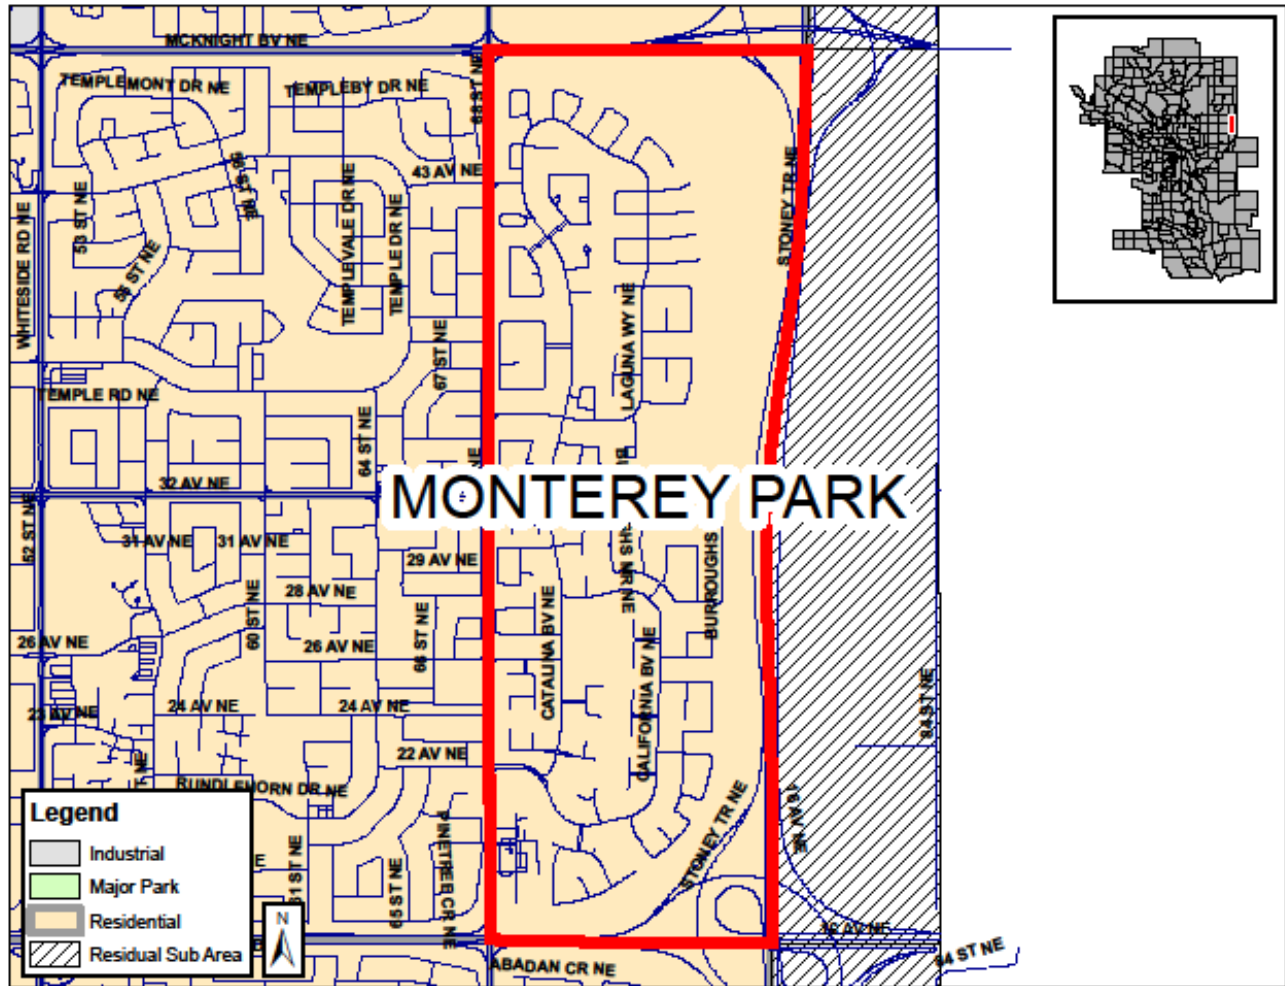 MCKNIGHT BV NE
TEMPLEMONT DR NE
TEMPLEBY DR NE
68 ST NE
43 AV NE
STONEY TR NE
53 ST NE
TEMPLEVALE DR NE
TEMPLE DR NE
WHITESIDE RD NE
55 ST NE
LAGUNA WY NE
67 ST NE
TEMPLE RD NE
64 ST NE
32 AV NE
MONTEREY PARK
52 ST NE
31 AV NE
31 AV NE
29 AV NE
BURROUGHS
28 AV NE
CATALINA BV NE
60 ST NE
66 ST NE
26 AV NE
26 AV NE
CALIFORNIA BV NE
24 AV NE
24 AV NE
84 ST NE
22 AV NE
RUNDLEHORN DR NE
STONEY TR NE
16 AV NE
Legend
Industrial
Major Park
Residential
Residual Sub Area
N
61 ST NE
65 ST NE
PINETREE CR NE
16 AV NE
ABADAN CR NE
84 ST NE